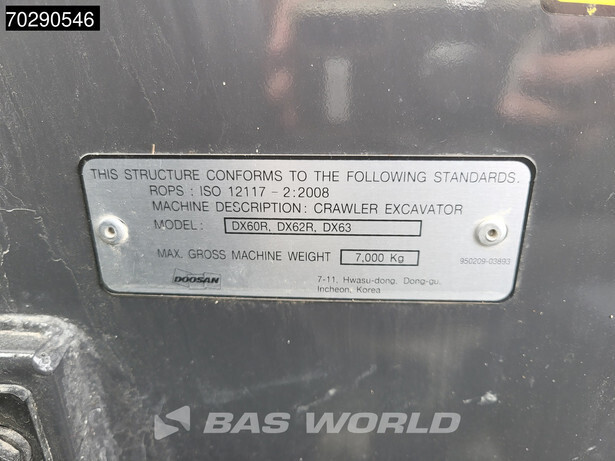 70290546
THIS STRUCTURE CONFORMS TO THE FOLLOWING STANDARDS.
ROPS : ISO 12117 - 2:2008
MACHINE DESCRIPTION: CRAWLER EXCAVATOR
MODEL: DX60R, DX62R, DX63
MAX. GROSS MACHINE WEIGHT 7,000 Kg
950209-03893
DOOSAN
7-11, Hwasu-dong, Dong-gu,
Incheon, Korea
BAS WORLD